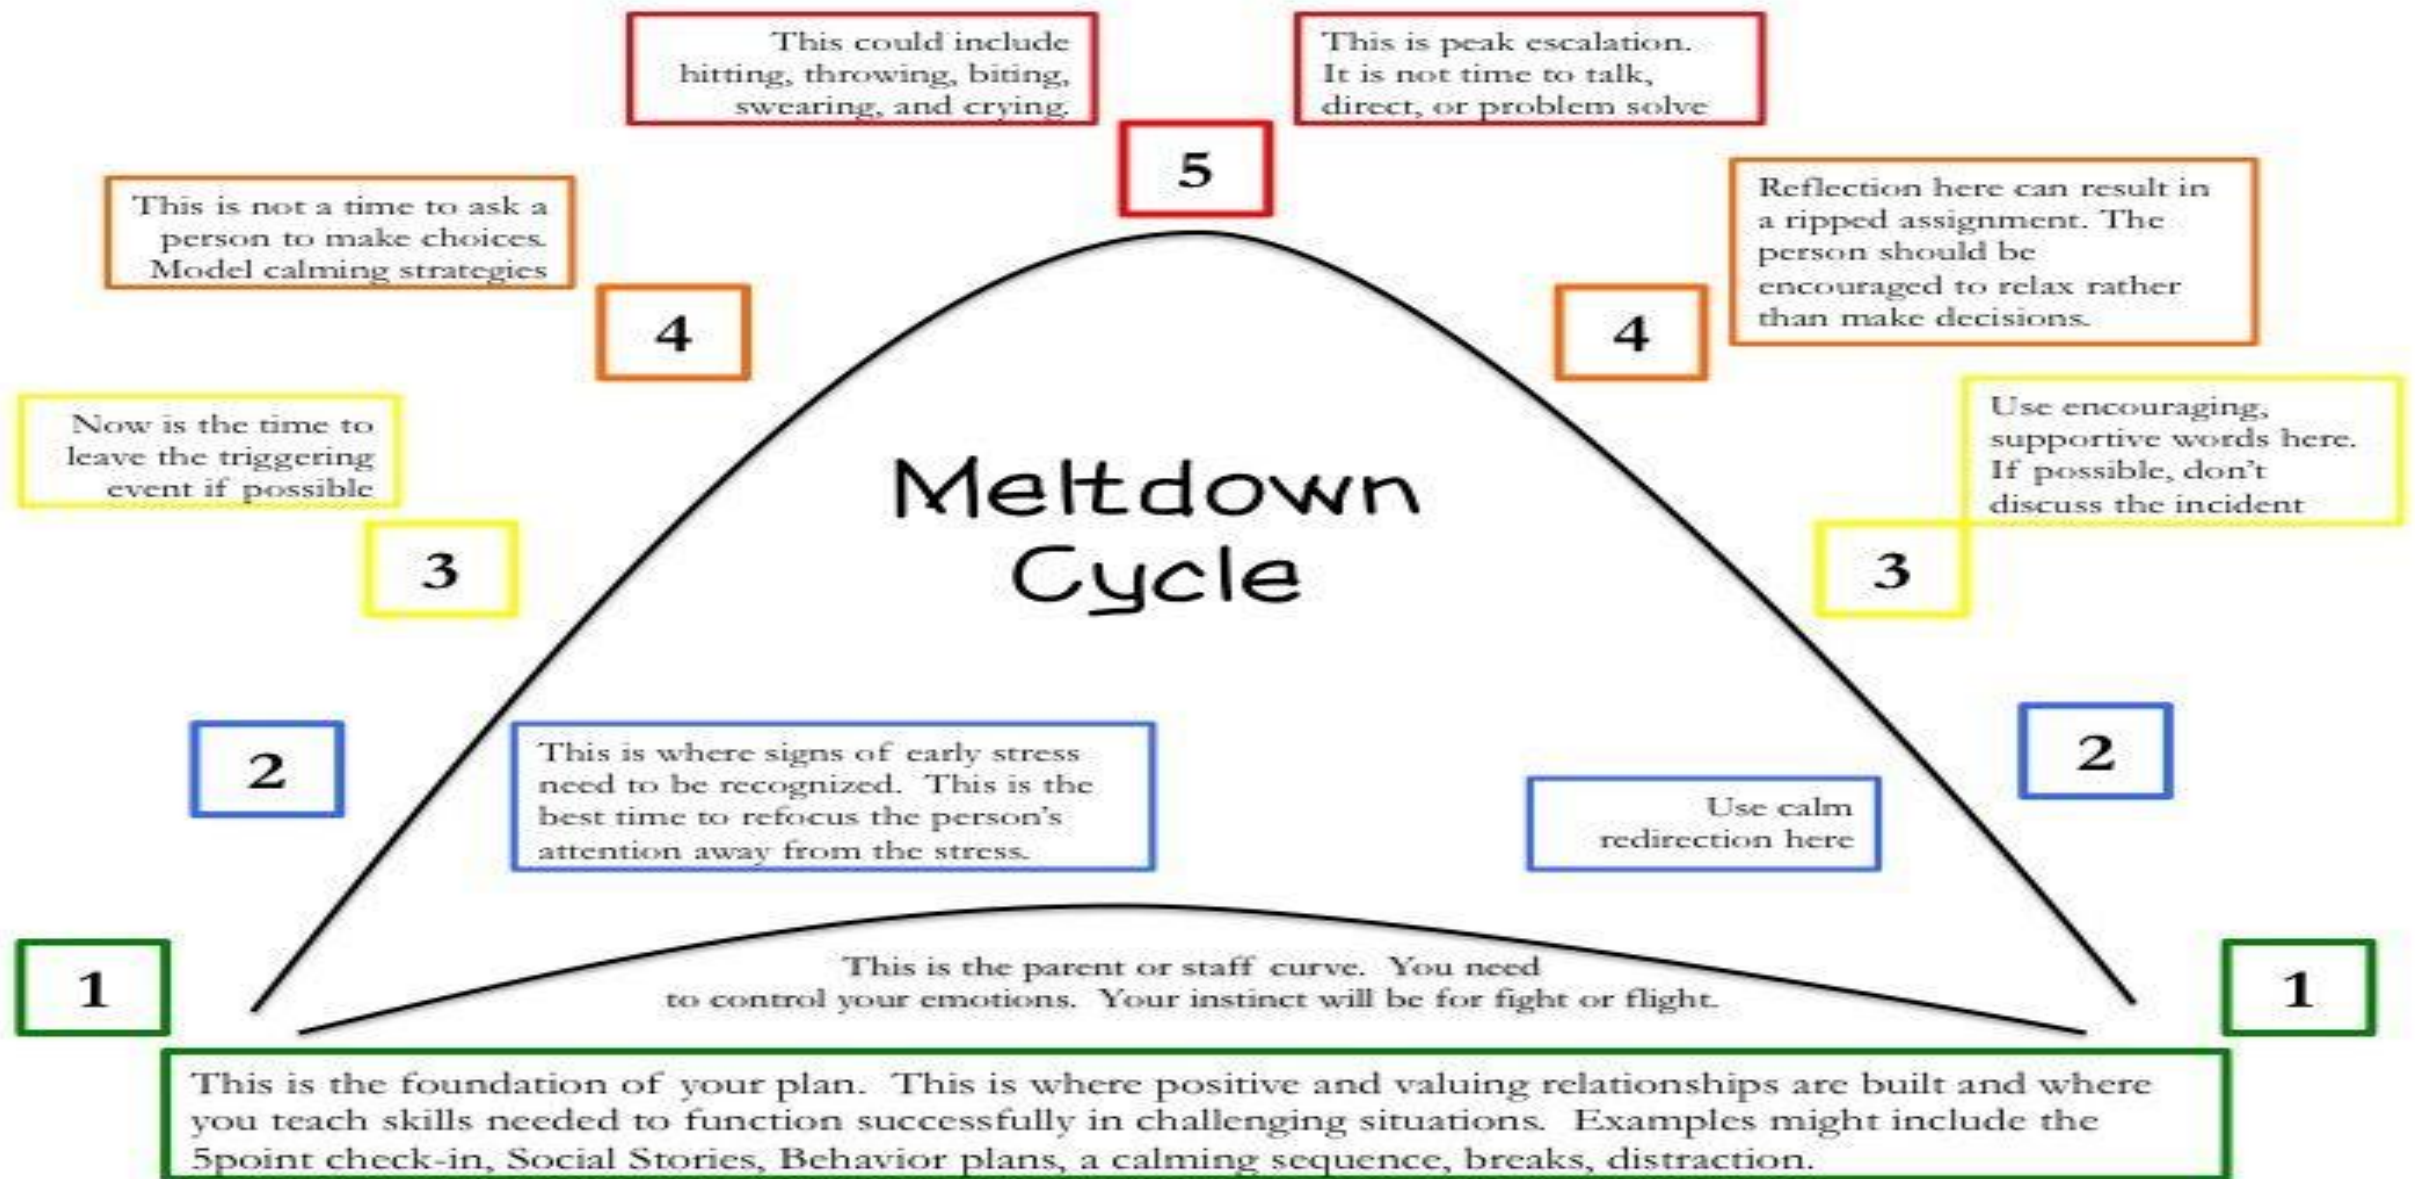 This could include
hitting, throwing, biting,
swearing, and crying.
This is peak escalation.
It is not time to talk,
direct, or problem solve
5
This is not a time to ask a
person to make choices.
Model calming strategies
4
4
Reflection here can result in
a ripped assignment. The
person should be
encouraged to relax rather
than make decisions.
Now is the time to
leave the triggering
event if possible
3
Meltdown
Cycle
Use encouraging,
supportive words here.
If possible, don't
discuss the incident
3
2
This is where signs of early stress
need to be recognized. This is the
best time to refocus the person's
attention away from the stress.
Use calm
redirection here
2
1
This is the parent or staff curve. You need
to control your emotions. Your instinct will be for fight or flight.
1
This is the foundation of your plan. This is where positive and valuing relationships are built and where
you teach skills needed to function successfully in challenging situations. Examples might include the
5point check-in, Social Stories, Behavior plans, a calming sequence, breaks, distraction.